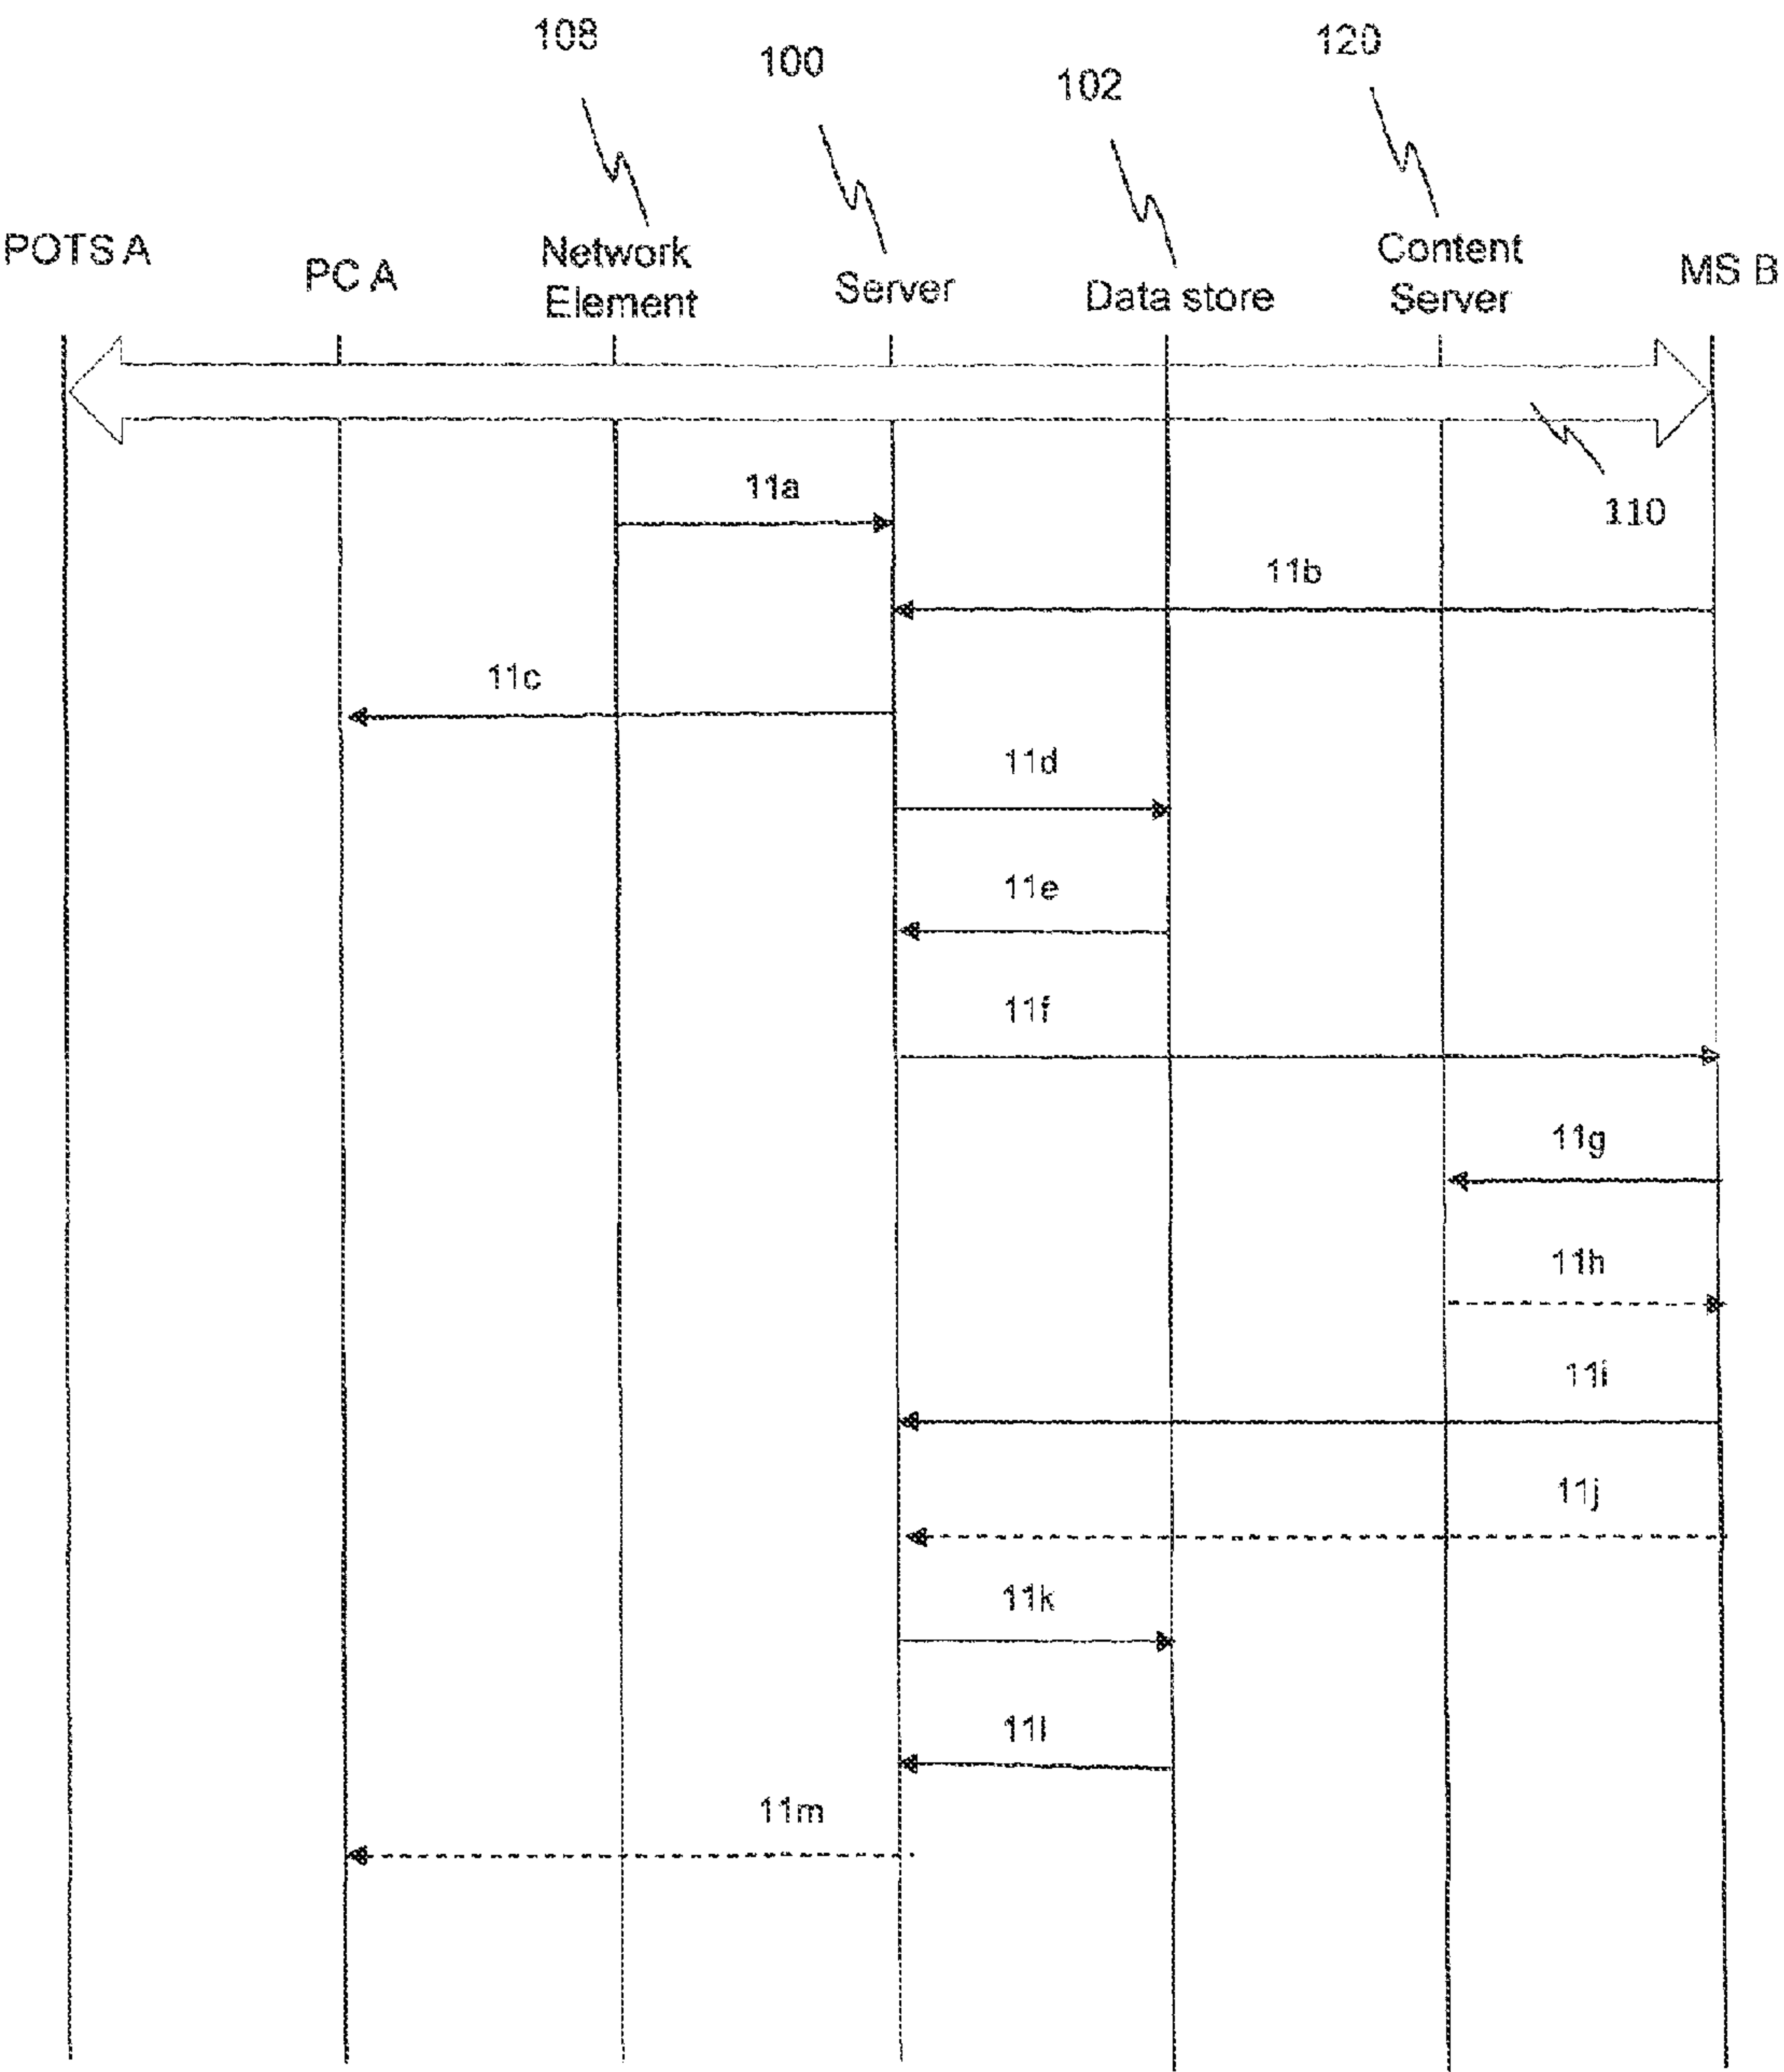 108
100
102
120
POTS A
PC A
Network
Element
Server
Data store
Content
Server
MS B
110
11a
11b
11c
11d
11e
11f
11g
11h
11i
11j
11k
11l
11m